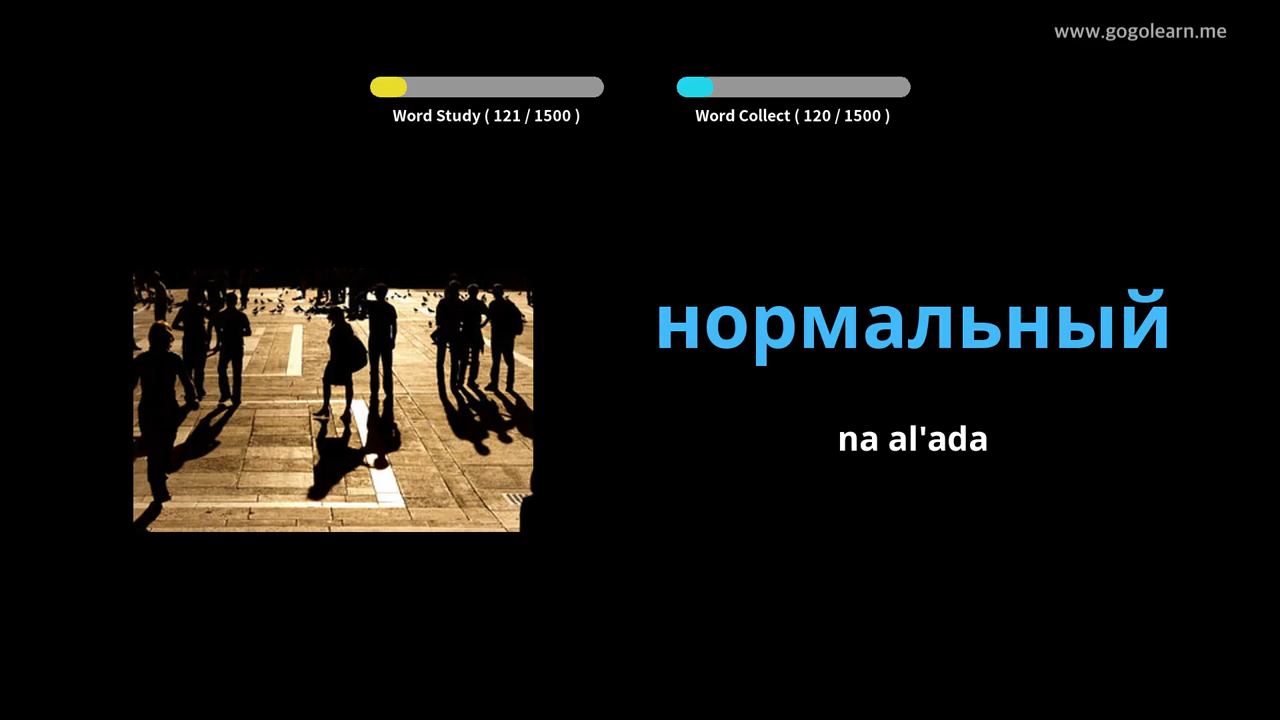 www.gogolearn.me
Word Study ( 121 / 1500 )
Word Collect ( 120 / 1500 )
нормальный
na al'ada